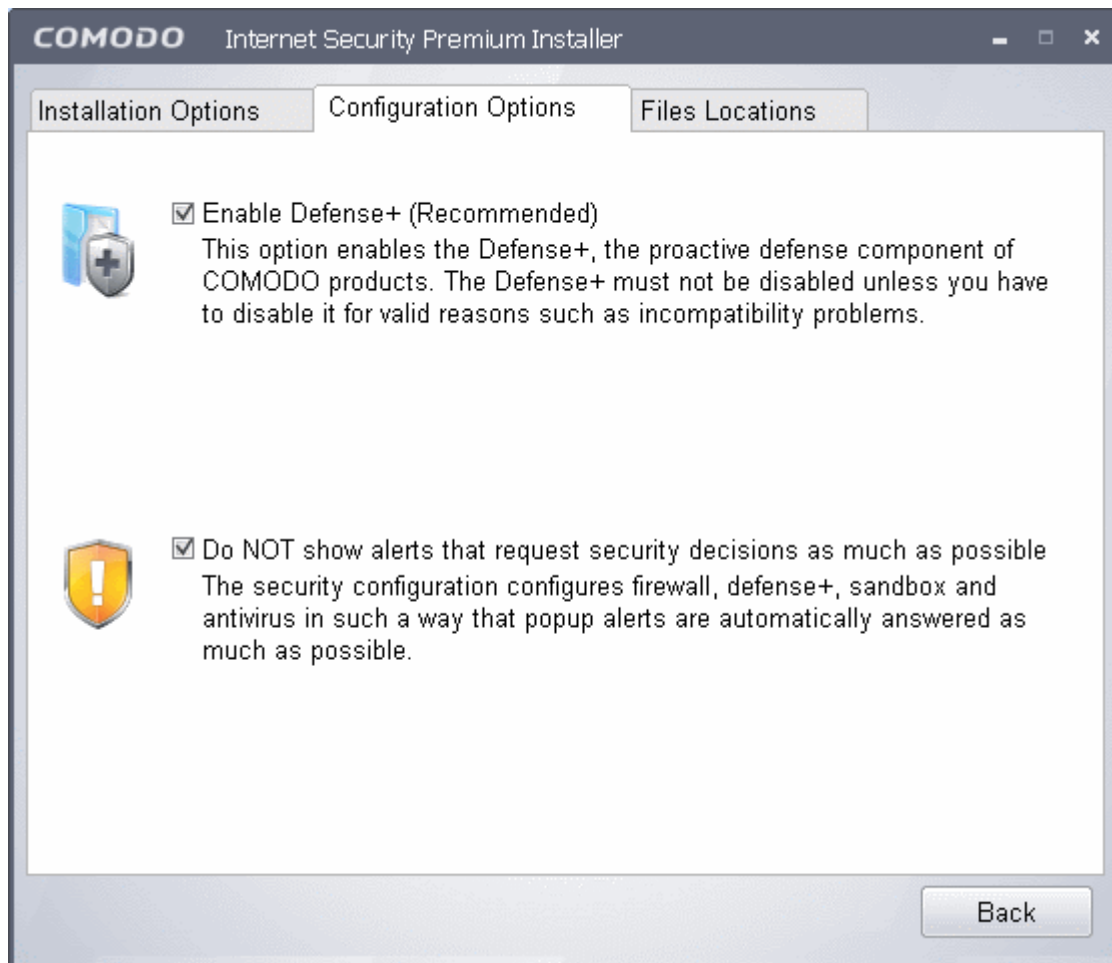 COMODO Internet Security Premium Installer
Installation Options
Configuration Options
Files Locations
Enable Defense+ (Recommended)
This option enables the Defense+, the proactive defense component of
COMODO products. The Defense+ must not be disabled unless you have
to disable it for valid reasons such as incompatibility problems.
Do NOT show alerts that request security decisions as much as possible
The security configuration configures firewall, defense+, sandbox and
antivirus in such a way that popup alerts are automatically answered as
much as possible.
Back